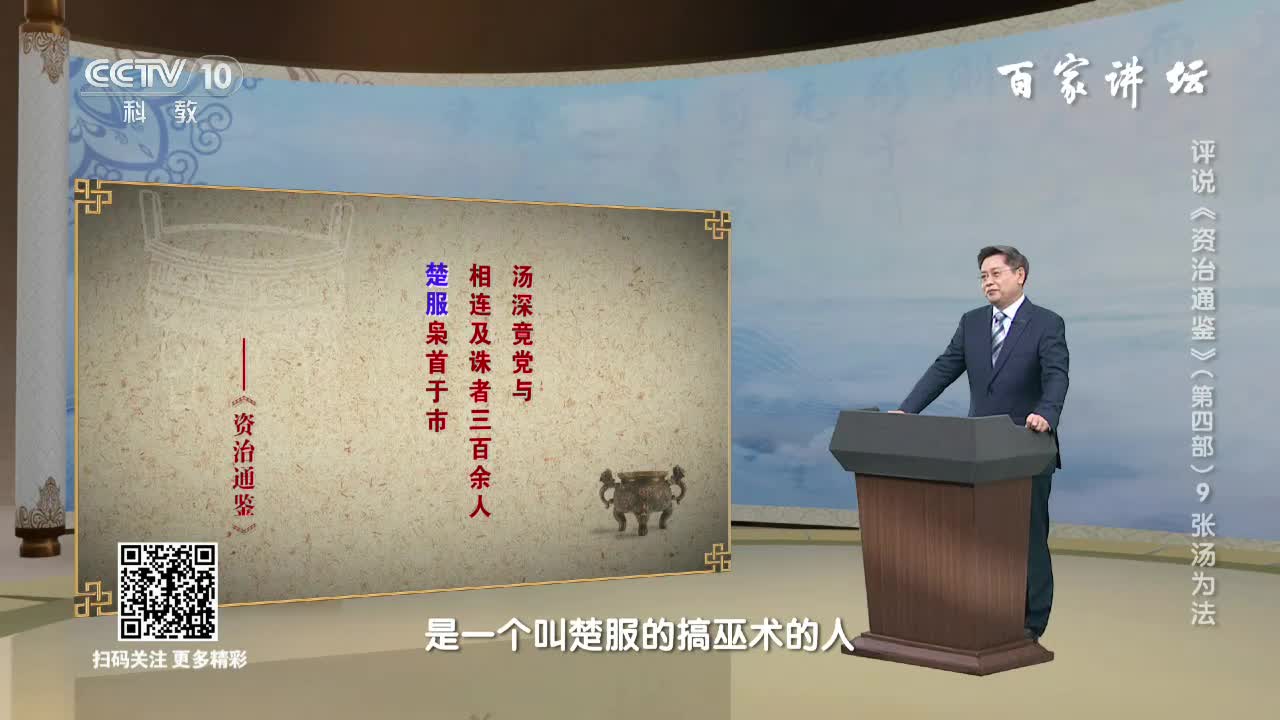 CCTV 10
科教
百家讲坛
评说《资治通鉴》（第四部）9 张汤为法
汤深竟党与
相连及诛者三百余人
楚服枭首于市
——《资治通鉴》
扫码关注 更多精彩
是一个叫楚服的搞巫术的人